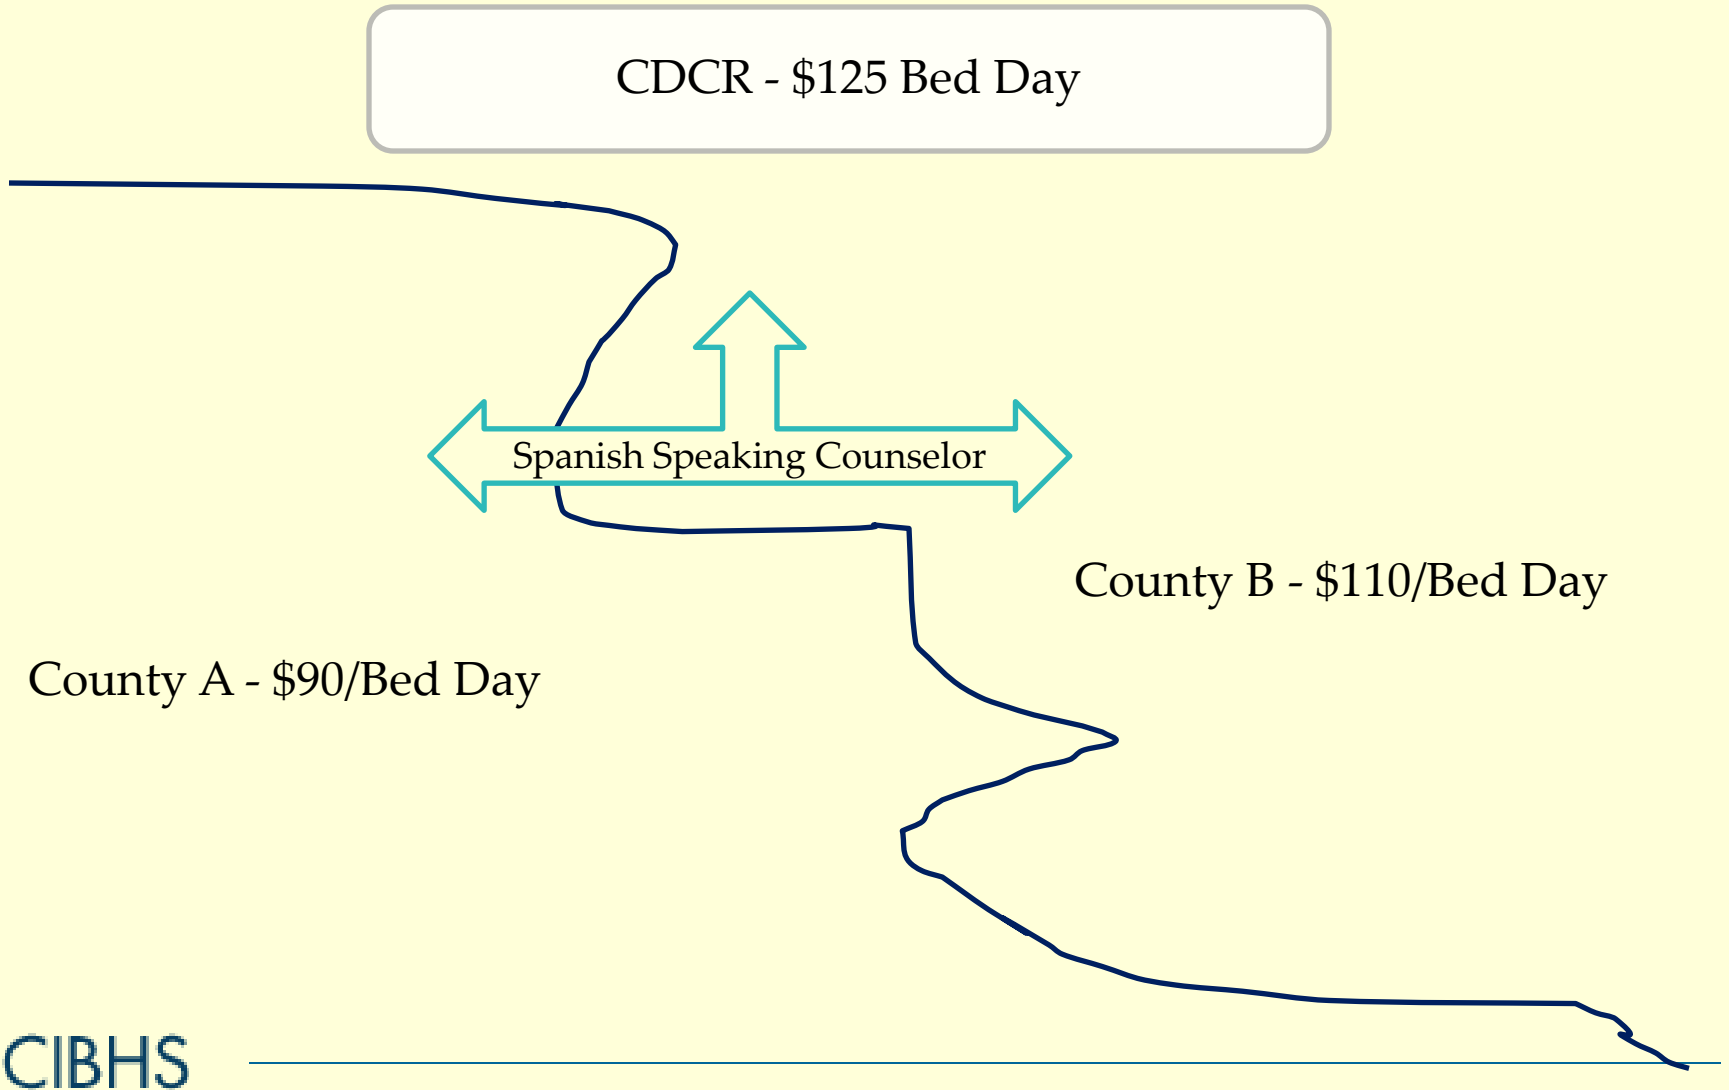 CDCR - $125 Bed Day
Spanish Speaking Counselor
County B - $110/Bed Day
County A - $90/Bed Day
CIBHS